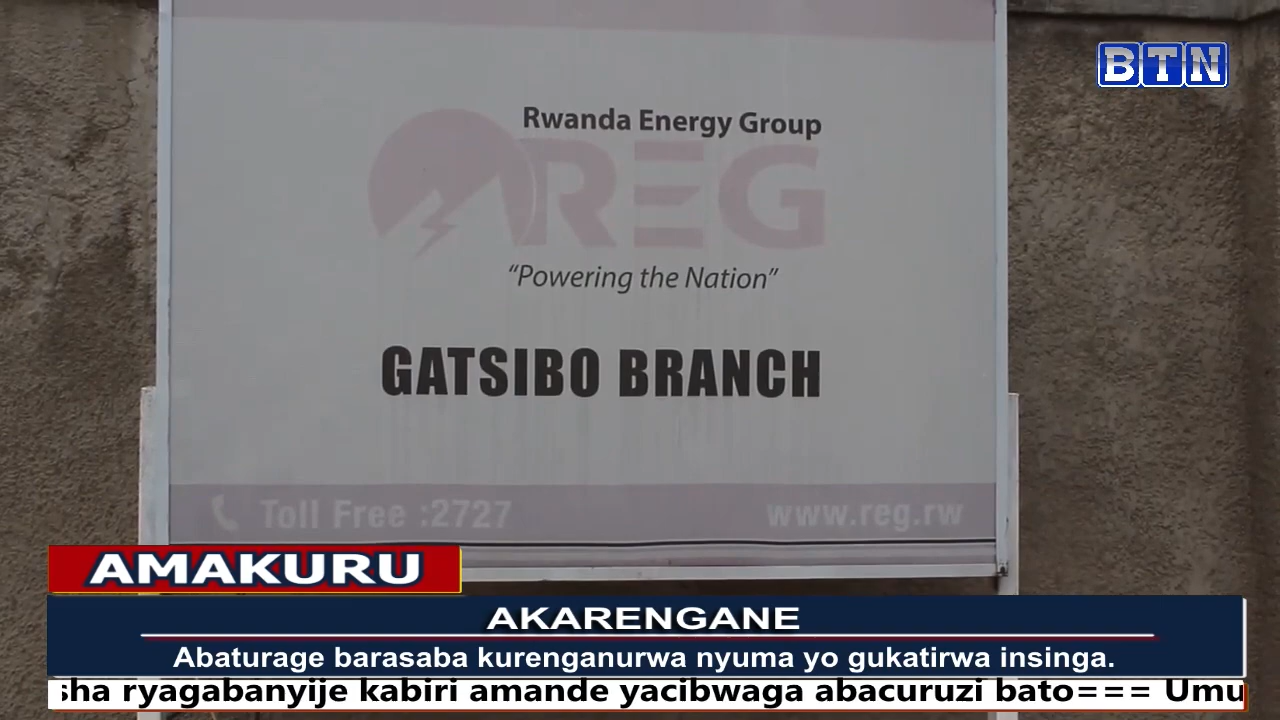 BTN
Rwanda Energy Group
REG
“Powering the Nation”
GATSIBO BRANCH
Toll Free :2727
www.reg.rw
AMAKURU
AKARENGANE
Abaturage barasaba kurenganurwa nyuma yo gukatirwa insinga.
sha ryagabanyije kabiri amande yacibwaga abacuruzi bato=== Umu